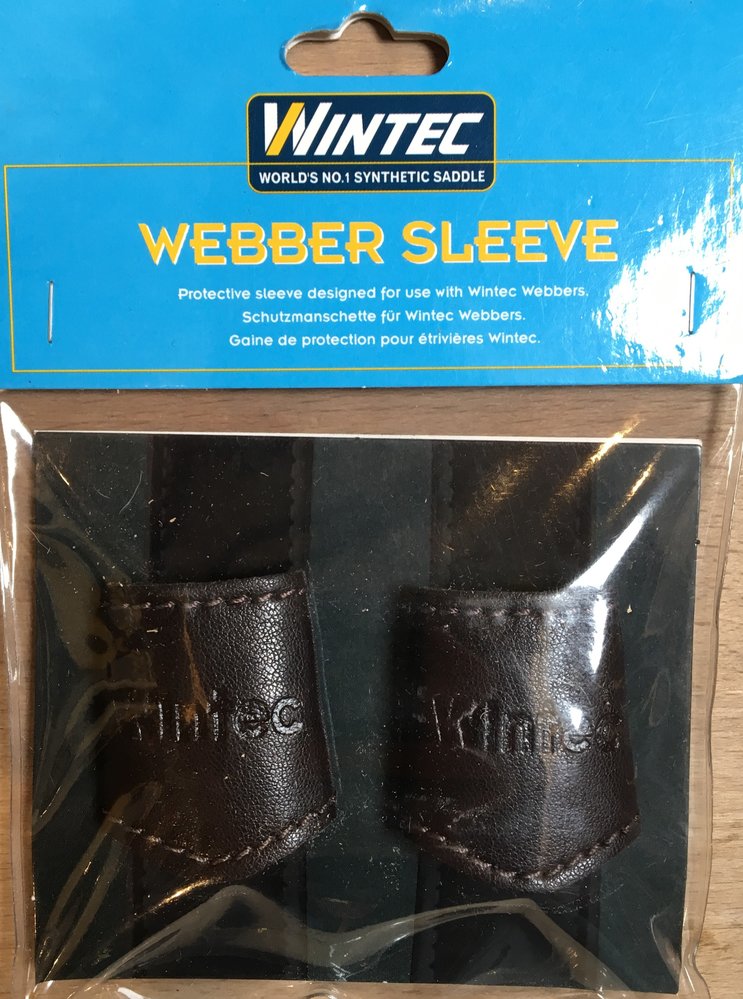 WINTEC
WORLD'S NO.1 SYNTHETIC SADDLE
WEBBER SLEEVE
Protective sleeve designed for use with Wintec Webbers.
Schutzmanschette für Wintec Webbers.
Gaine de protection pour étrivières Wintec.
Wintec
Wintec